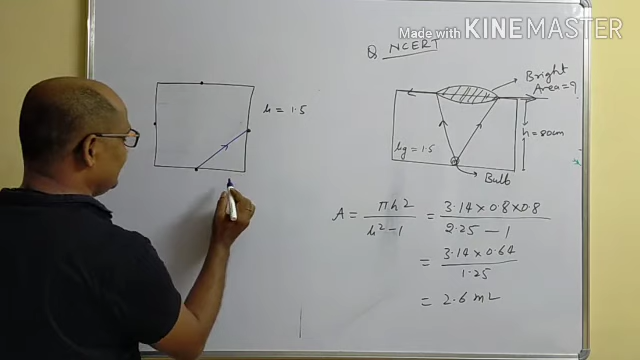 Made with KINEMASTER
Q. NCERT
μ = 1.5
Bright
Area = ?
μg = 1.5
h = 80cm
Bulb
A = πh² / μ² - 1 = 3.14 × 0.8 × 0.8 / 2.25 - 1
= 3.14 × 0.64 / 1.25
= 2.6 m²